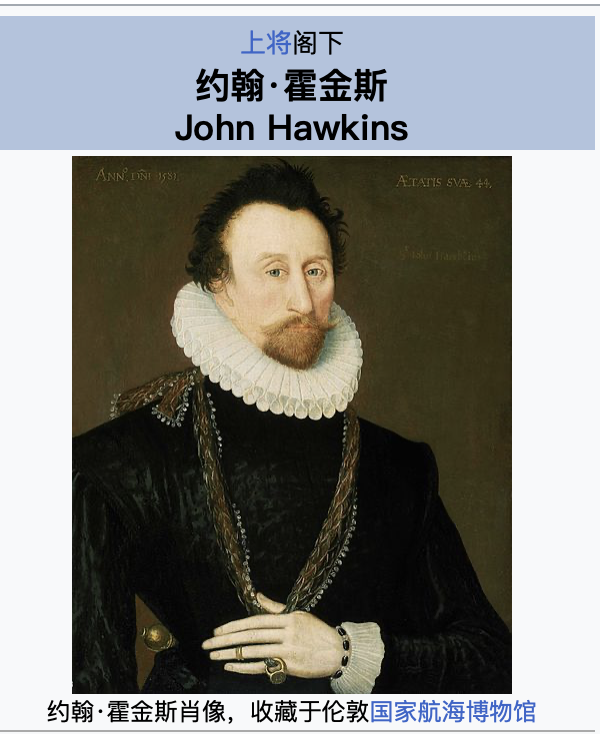 上将阁下
约翰·霍金斯
John Hawkins
ANNO. DÑI 1581.
ÆTATIS SVÆ 44.
约翰·霍金斯肖像，收藏于伦敦国家航海博物馆